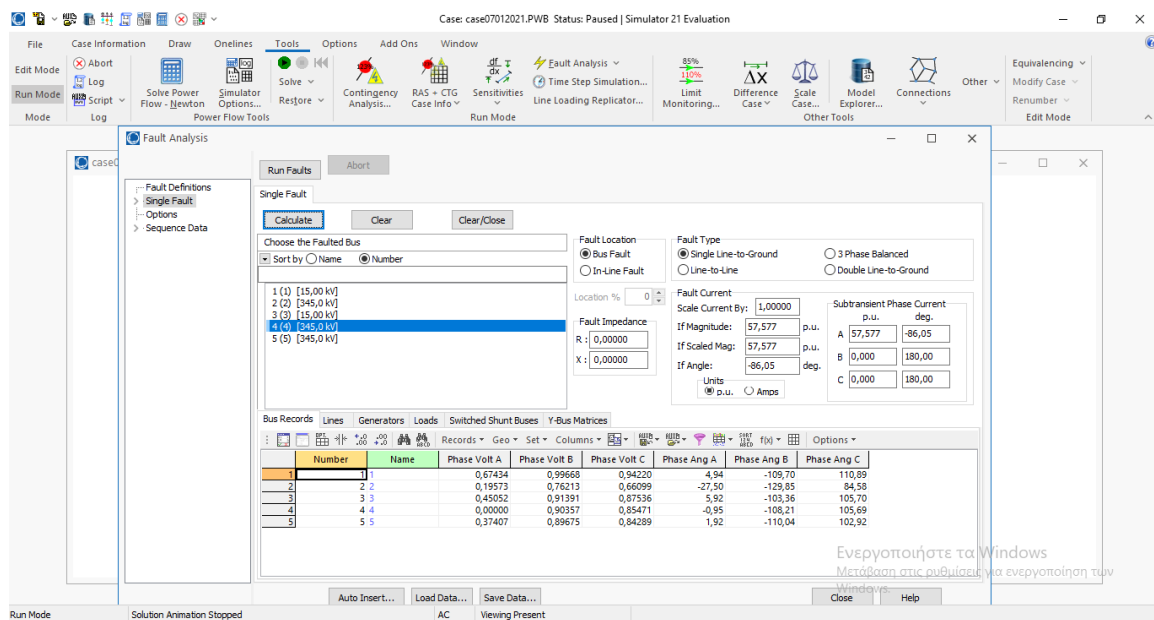 Case: case07012021.PWB Status: Paused | Simulator 21 Evaluation
File Case Information Draw Onelines Tools Options Add Ons Window
Edit Mode
Run Mode
Mode
Abort
Log
Script
Log
Solve Power
Flow - Newton
Simulator
Options...
Solve
Restore
Power Flow Tools
Contingency
Analysis...
RAS + CTG
Case Info
Sensitivities
Fault Analysis
Time Step Simulation...
Line Loading Replicator...
Run Mode
85%
110%
Limit
Monitoring...
Difference
Case
Scale
Case...
Model
Explorer...
Connections
Other
Other Tools
Equivalencing
Modify Case
Renumber
Edit Mode
case0
Fault Analysis
Fault Definitions
Single Fault
Options
Sequence Data
Run Faults
Abort
Single Fault
Calculate
Clear
Clear/Close
Choose the Faulted Bus
Sort by Name Number
1 (1) [15,00 kV]
2 (2) [345,0 kV]
3 (3) [15,00 kV]
4 (4) [345,0 kV]
5 (5) [345,0 kV]
Fault Location
Bus Fault
In-Line Fault
Location % 0
Fault Impedance
R : 0,00000
X : 0,00000
Fault Type
Single Line-to-Ground
3 Phase Balanced
Line-to-Line
Double Line-to-Ground
Fault Current
Scale Current By: 1,00000
If Magnitude: 57,577 p.u.
If Scaled Mag: 57,577 p.u.
If Angle: -86,05 deg.
Units
p.u. Amps
Subtransient Phase Current
p.u. deg.
A 57,577 -86,05
B 0,000 180,00
C 0,000 180,00
Bus Records Lines Generators Loads Switched Shunt Buses Y-Bus Matrices
Records Geo Set Columns f(x) Options
Number Name Phase Volt A Phase Volt B Phase Volt C Phase Ang A Phase Ang B Phase Ang C
1 1 1 0,67434 0,99668 0,94220 4,94 -109,70 110,89
2 2 2 0,19573 0,76213 0,66099 -27,50 -129,85 84,58
3 3 3 0,45052 0,91391 0,87536 5,92 -103,36 105,70
4 4 4 0,00000 0,90357 0,85471 -0,95 -108,21 105,69
5 5 5 0,37407 0,89675 0,84289 1,92 -110,04 102,92
Ενεργοποιήστε τα Windows
Μετάβαση στις ρυθμίσεις για ενεργοποίηση των
Windows.
Auto Insert... Load Data... Save Data... Close Help
Run Mode Solution Animation Stopped AC Viewing Present